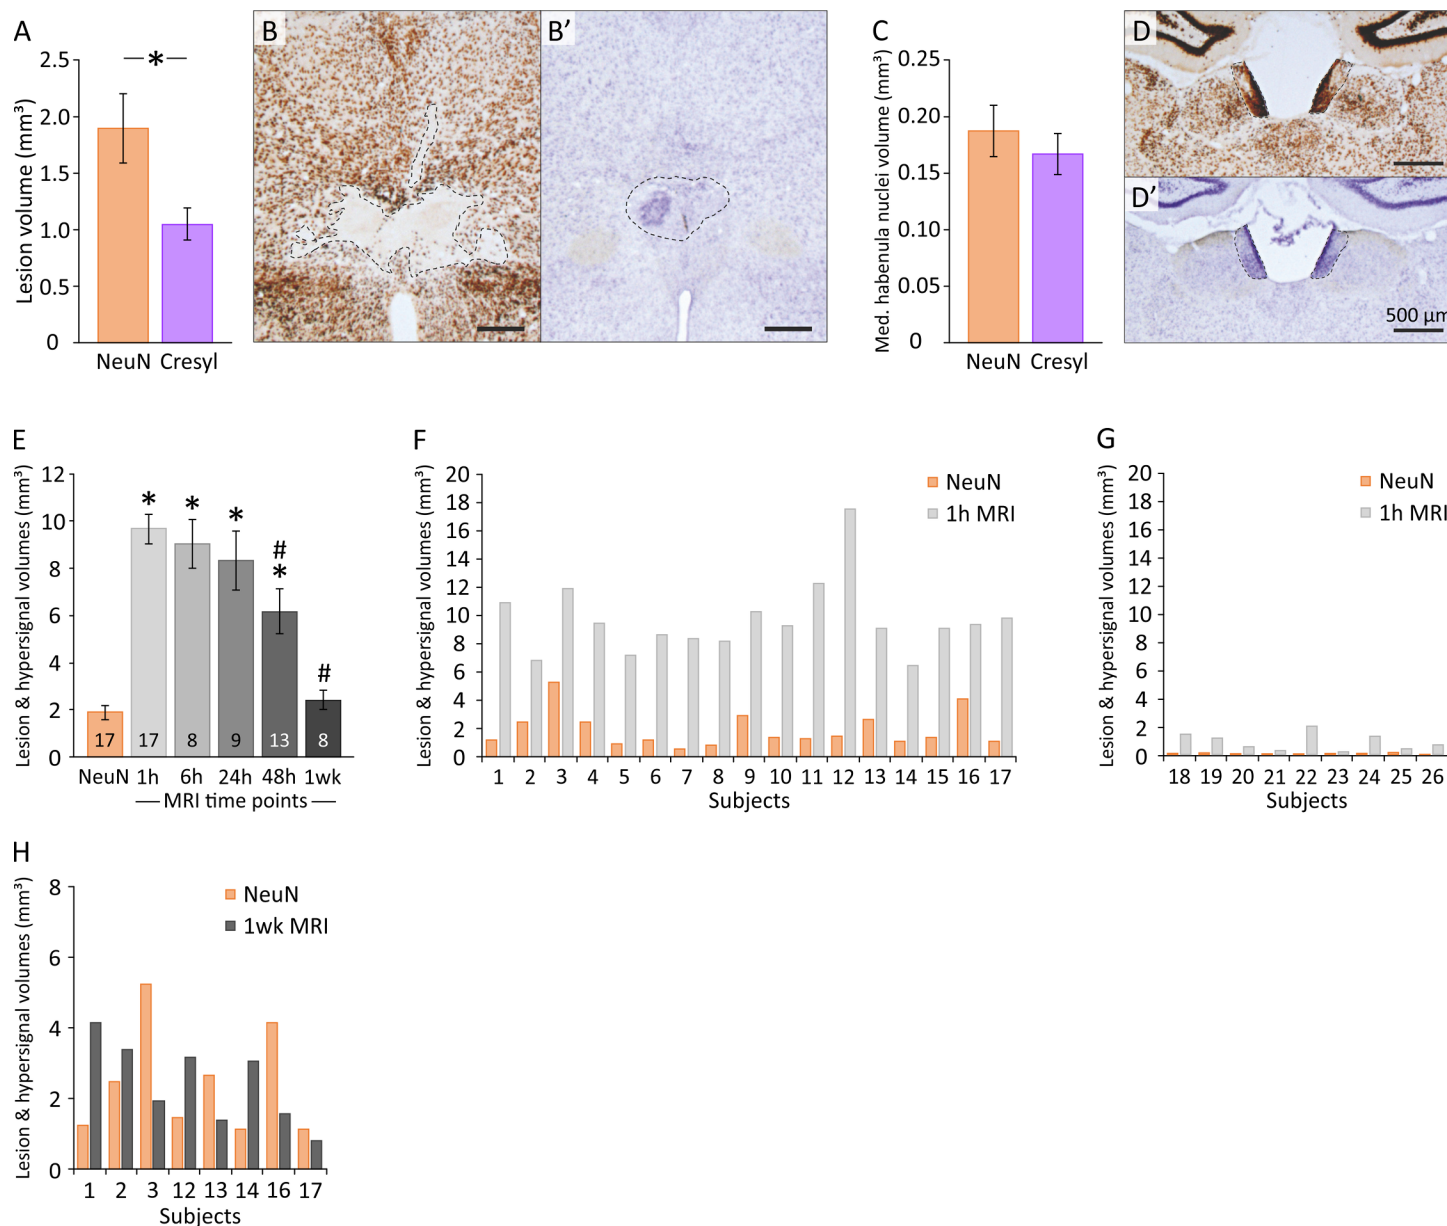 A
Lesion volume (mm³)
2.5
2.0
1.5
1.0
0.5
0
*
NeuN Cresyl
B
B'
C
Med. habenula nuclei volume (mm³)
0.25
0.20
0.15
0.10
0.05
0
NeuN Cresyl
D
D'
500 µm
E
Lesion & hypersignal volumes (mm³)
12
10
8
6
4
2
0
* * * # * #
17 17 8 9 13 8
NeuN 1h 6h 24h 48h 1wk
MRI time points
F
Lesion & hypersignal volumes (mm³)
20
18
16
14
12
10
8
6
4
2
0
NeuN
1h MRI
1 2 3 4 5 6 7 8 9 10 11 12 13 14 15 16 17
Subjects
G
Lesion & hypersignal volumes (mm³)
20
18
16
14
12
10
8
6
4
2
0
NeuN
1h MRI
18 19 20 21 22 23 24 25 26
Subjects
H
Lesion & hypersignal volumes (mm³)
8
6
4
2
0
NeuN
1wk MRI
1 2 3 12 13 14 16 17
Subjects